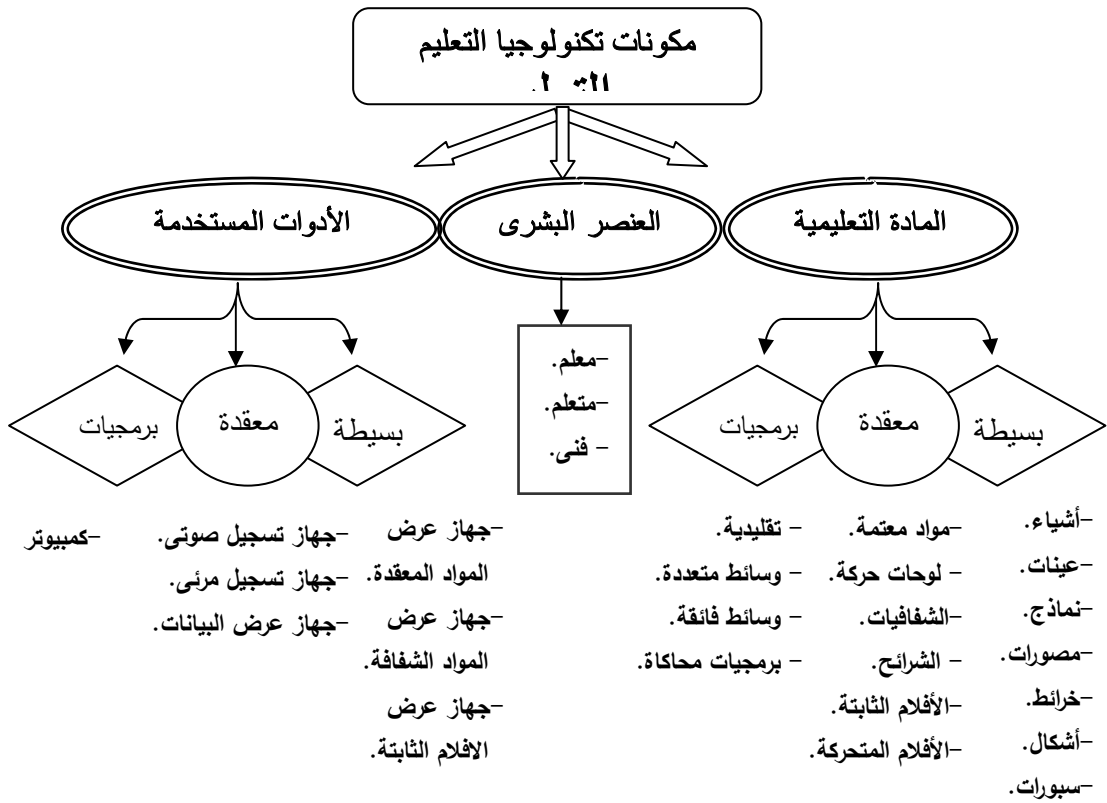 مكونات تكنولوجيا التعليم
المادة التعليمية
العنصر البشرى
الأدوات المستخدمة
بسيطة
معقدة
برمجيات
-معلم.
-متعلم.
- فنى.
بسيطة
معقدة
برمجيات
-أشياء.
-عينات.
-نماذج.
-مصورات.
-خرائط.
-أشكال.
-سبورات.
-مواد معتمة.
- لوحات حركة.
-الشفافيات.
- الشرائح.
-الأفلام الثابتة.
-الأفلام المتحركة.
- تقليدية.
- وسائط متعددة.
- وسائط فائقة.
- برمجيات محاكاة.
-جهاز عرض
المواد المعقدة.
-جهاز عرض
المواد الشفافة.
-جهاز عرض
الافلام الثابتة.
-جهاز تسجيل صوتى.
-جهاز تسجيل مرئى.
-جهاز عرض البيانات.
-كمبيوتر